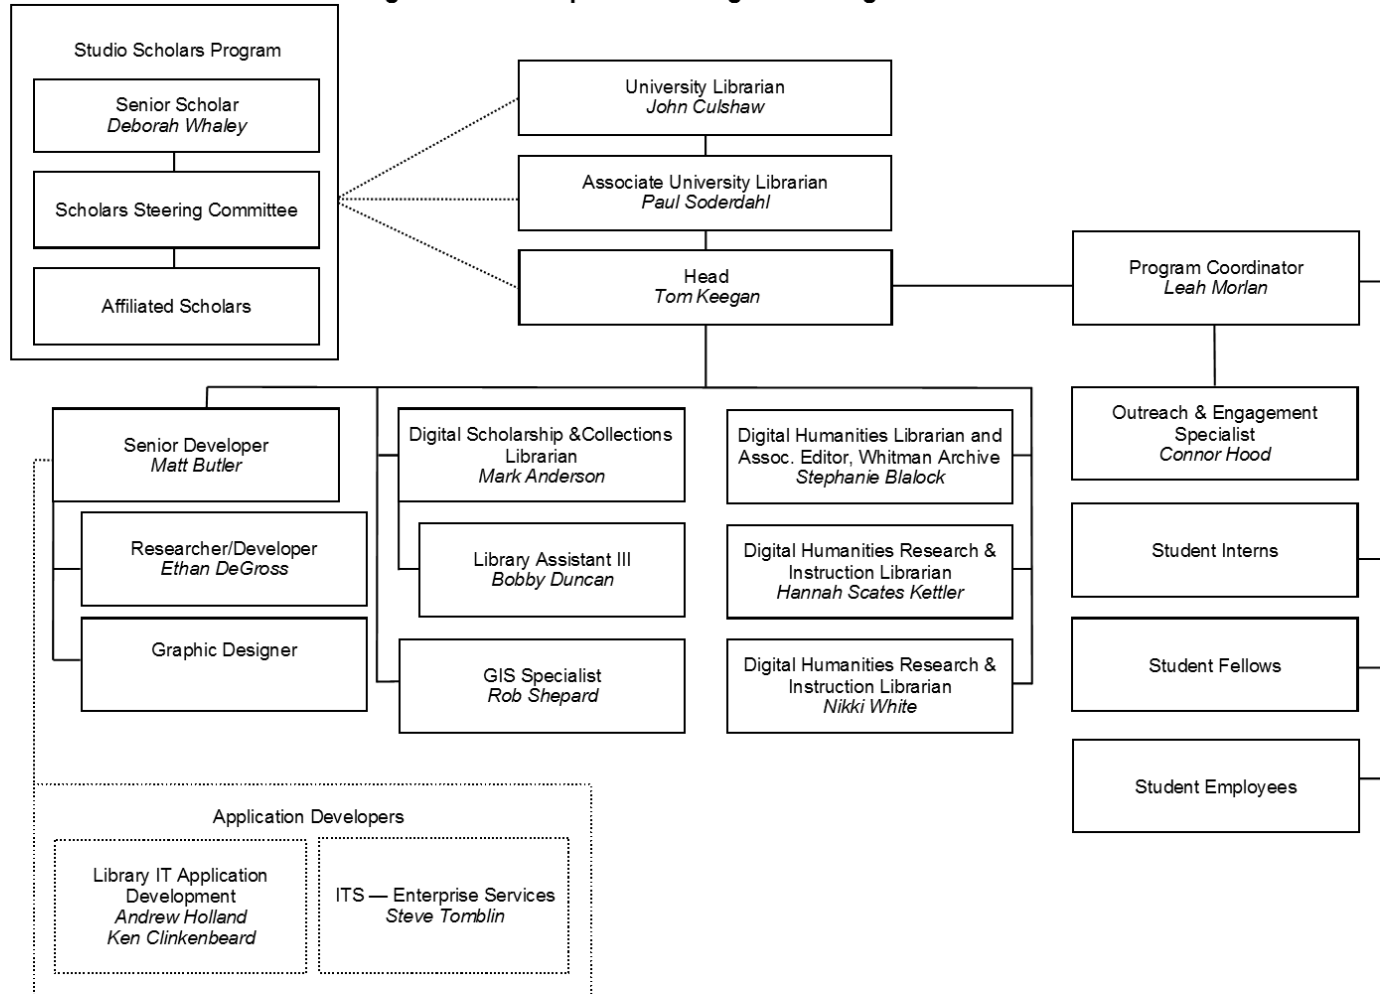 Studio Scholars Program
Senior Scholar
Deborah Whaley
Scholars Steering Committee
Affiliated Scholars
University Librarian
John Culshaw
Associate University Librarian
Paul Soderdahl
Head
Tom Keegan
Program Coordinator
Leah Morlan
Senior Developer
Matt Butler
Researcher/Developer
Ethan DeGross
Graphic Designer
Digital Scholarship &Collections
Librarian
Mark Anderson
Library Assistant III
Bobby Duncan
GIS Specialist
Rob Shepard
Digital Humanities Librarian and
Assoc. Editor, Whitman Archive
Stephanie Blalock
Digital Humanities Research &
Instruction Librarian
Hannah Scates Kettler
Digital Humanities Research &
Instruction Librarian
Nikki White
Outreach & Engagement
Specialist
Connor Hood
Student Interns
Student Fellows
Student Employees
Application Developers
Library IT Application
Development
Andrew Holland
Ken Clinkenbeard
ITS — Enterprise Services
Steve Tomblin